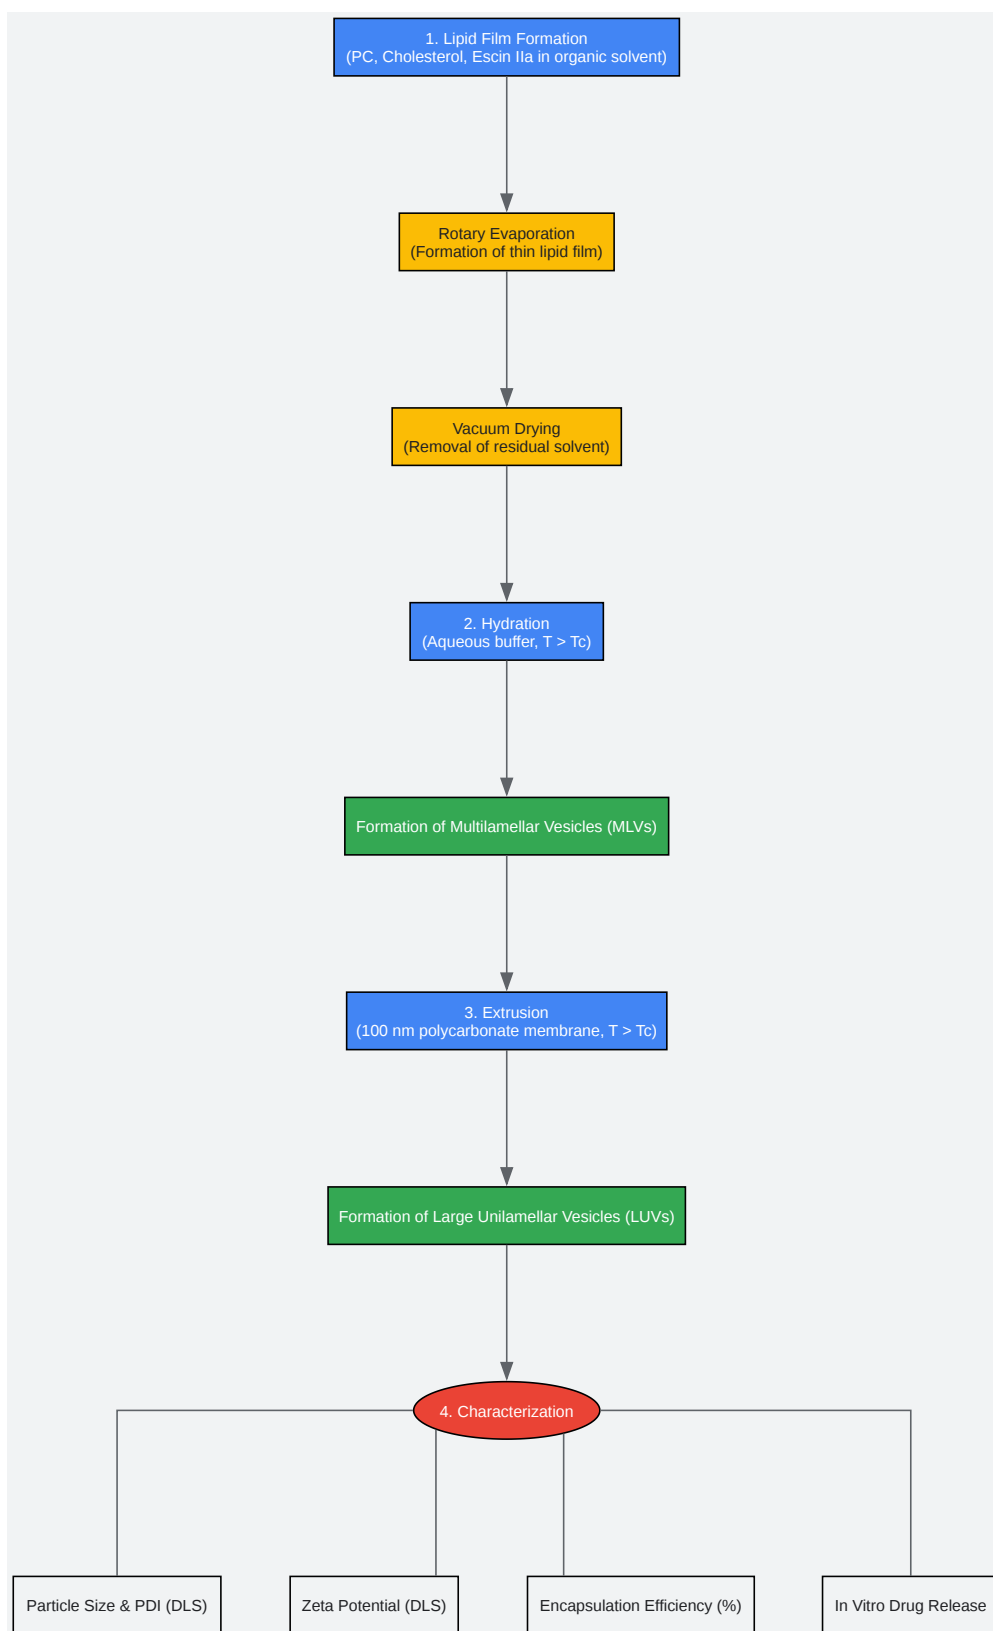 1. Lipid Film Formation
(PC, Cholesterol, Escin IIa in organic solvent)
Rotary Evaporation
(Formation of thin lipid film)
Vacuum Drying
(Removal of residual solvent)
2. Hydration
(Aqueous buffer, T > Tc)
Formation of Multilamellar Vesicles (MLVs)
3. Extrusion
(100 nm polycarbonate membrane, T > Tc)
Formation of Large Unilamellar Vesicles (LUVs)
4. Characterization
Particle Size & PDI (DLS)
Zeta Potential (DLS)
Encapsulation Efficiency (%)
In Vitro Drug Release